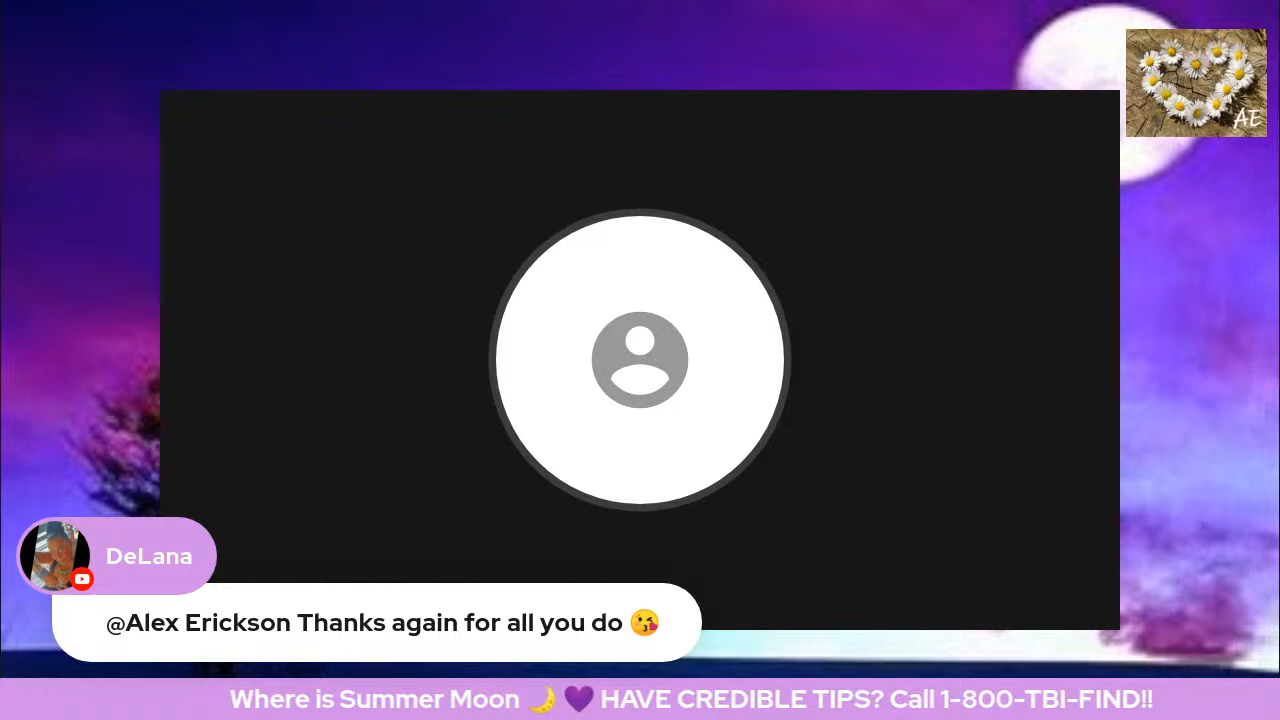 AE
DeLana
@Alex Erickson Thanks again for all you do 😘
Where is Summer Moon 🌙 💜 HAVE CREDIBLE TIPS? Call 1-800-TBI-FIND!!